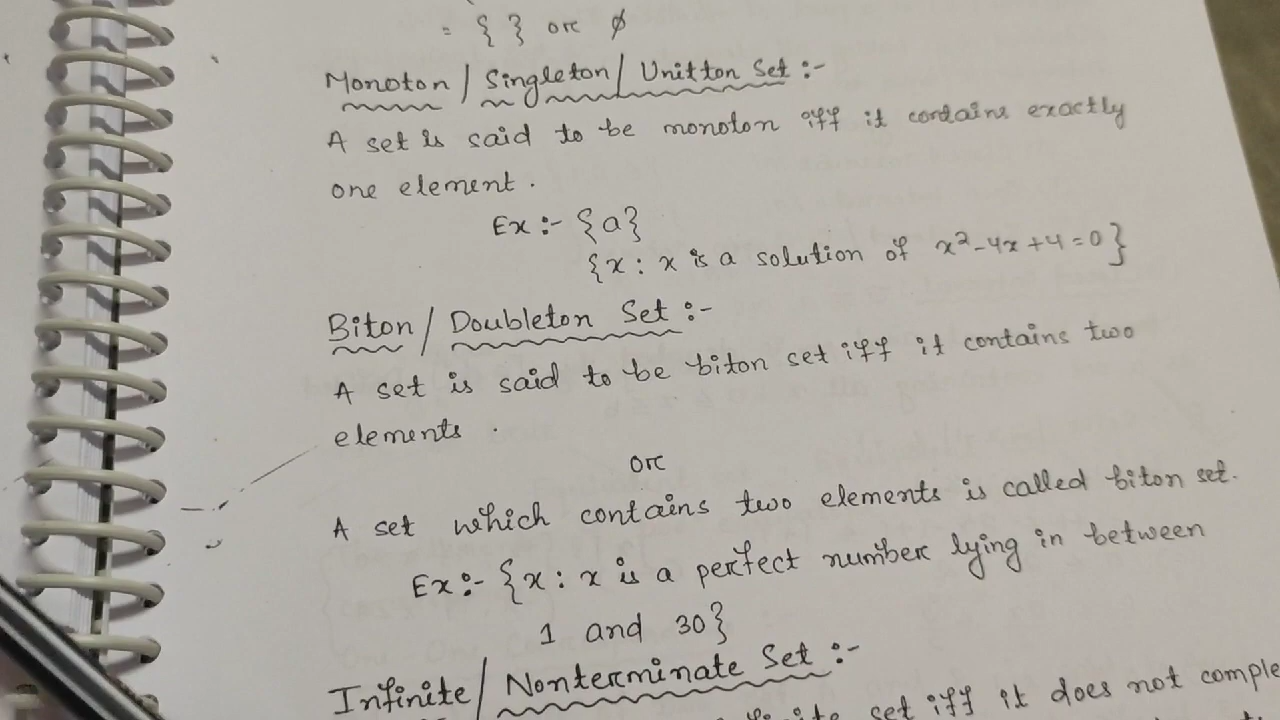 = { } or ϕ
Monoton / Singleton / Unitton Set :-
A set is said to be monoton iff it contains exactly
one element .
Ex :- {a}
{x : x is a solution of x² - 4x + 4 = 0}
Biton / Doubleton Set :-
A set is said to be biton set iff it contains two
elements .
or
A set which contains two elements is called biton set.
Ex :- {x : x is a perfect number lying in between
1 and 30}
Infinite / Nonterminate Set :-
set iff it does not comple